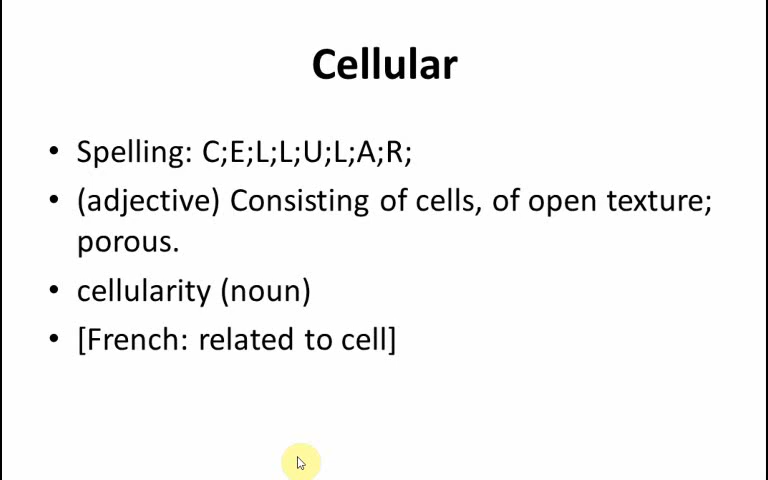 Cellular
• Spelling: C;E;L;L;U;L;A;R;
• (adjective) Consisting of cells, of open texture;
porous.
• cellularity (noun)
• [French: related to cell]